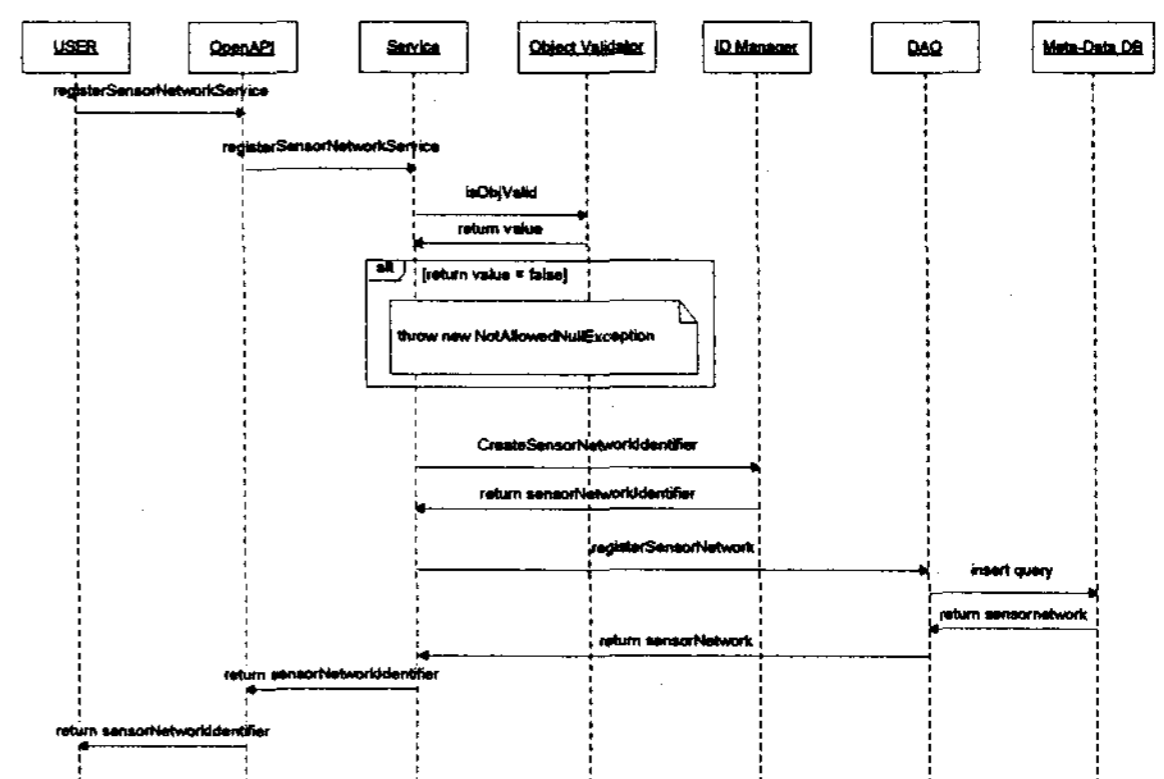 USER
OpenAPI
Service
Object Validator
ID Manager
DAO
Meta-Data DB
registerSensorNetworkService
registerSensorNetworkService
isObjValid
return value
alt
[return value = false]
throw new NotAllowedNullException
CreateSensorNetworkIdentifier
return sensorNetworkIdentifier
registerSensorNetwork
insert query
return sensornetwork
return sensorNetwork
return sensorNetworkIdentifier
return sensorNetworkIdentifier